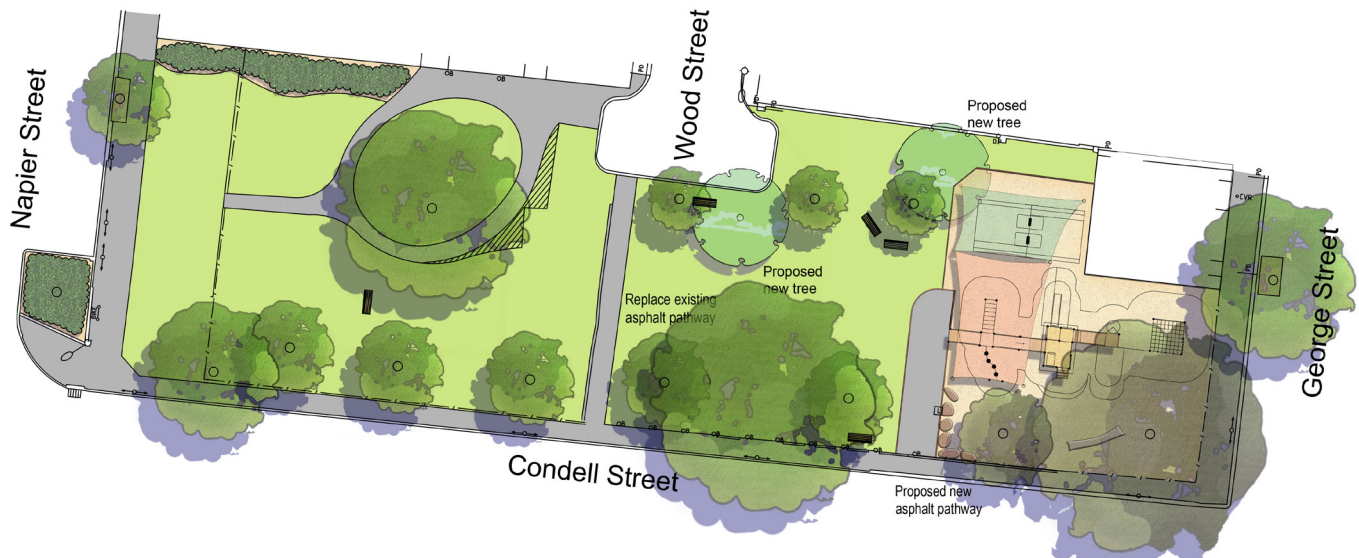 Napier Street
Wood Street
Proposed
new tree
Proposed
new tree
Replace existing
asphalt pathway
George Street
Condell Street
Proposed new
asphalt pathway